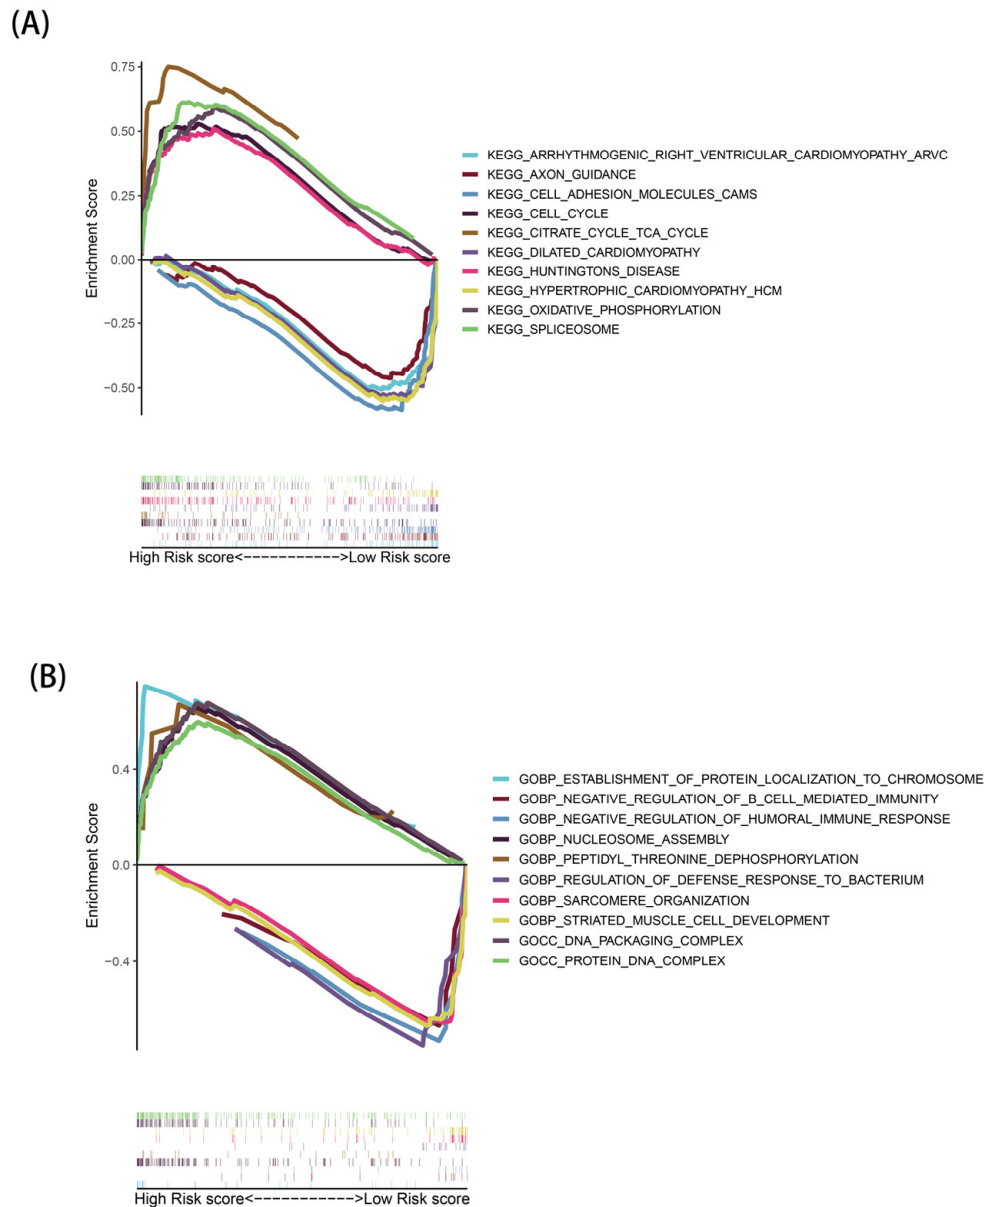 (A)
0.75
0.50
0.25
0.00
−0.25
−0.50
Enrichment Score
KEGG_ARRHYTHMOGENIC_RIGHT_VENTRICULAR_CARDIOMYOPATHY_ARVC
KEGG_AXON_GUIDANCE
KEGG_CELL_ADHESION_MOLECULES_CAMS
KEGG_CELL_CYCLE
KEGG_CITRATE_CYCLE_TCA_CYCLE
KEGG_DILATED_CARDIOMYOPATHY
KEGG_HUNTINGTONS_DISEASE
KEGG_HYPERTROPHIC_CARDIOMYOPATHY_HCM
KEGG_OXIDATIVE_PHOSPHORYLATION
KEGG_SPLICEOSOME
High Risk score<----------->Low Risk score
(B)
0.4
0.0
−0.4
Enrichment Score
GOBP_ESTABLISHMENT_OF_PROTEIN_LOCALIZATION_TO_CHROMOSOME
GOBP_NEGATIVE_REGULATION_OF_B_CELL_MEDIATED_IMMUNITY
GOBP_NEGATIVE_REGULATION_OF_HUMORAL_IMMUNE_RESPONSE
GOBP_NUCLEOSOME_ASSEMBLY
GOBP_PEPTIDYL_THREONINE_DEPHOSPHORYLATION
GOBP_REGULATION_OF_DEFENSE_RESPONSE_TO_BACTERIUM
GOBP_SARCOMERE_ORGANIZATION
GOBP_STRIATED_MUSCLE_CELL_DEVELOPMENT
GOCC_DNA_PACKAGING_COMPLEX
GOCC_PROTEIN_DNA_COMPLEX
High Risk score<----------->Low Risk score